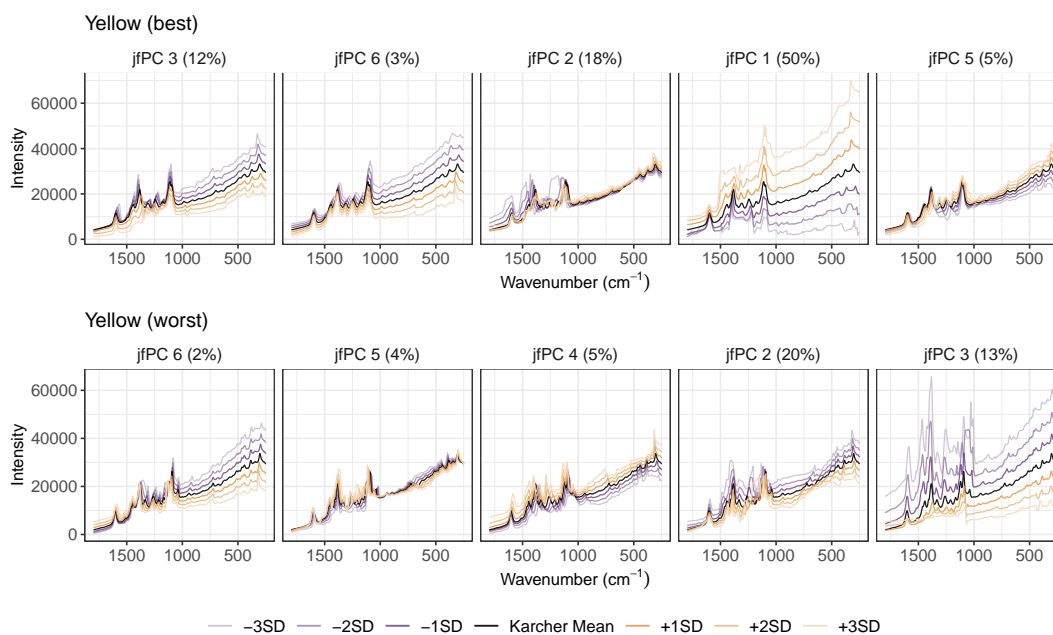 Yellow (best)
jfPC 3 (12%) jfPC 6 (3%) jfPC 2 (18%) jfPC 1 (50%) jfPC 5 (5%)
60000
40000
20000
0
Intensity
1500 1000 500 1500 1000 500 1500 1000 500 1500 1000 500 1500 1000 500
Wavenumber (cm⁻¹)
Yellow (worst)
jfPC 6 (2%) jfPC 5 (4%) jfPC 4 (5%) jfPC 2 (20%) jfPC 3 (13%)
60000
40000
20000
0
Intensity
1500 1000 500 1500 1000 500 1500 1000 500 1500 1000 500 1500 1000 500
Wavenumber (cm⁻¹)
−3SD −2SD −1SD Karcher Mean +1SD +2SD +3SD